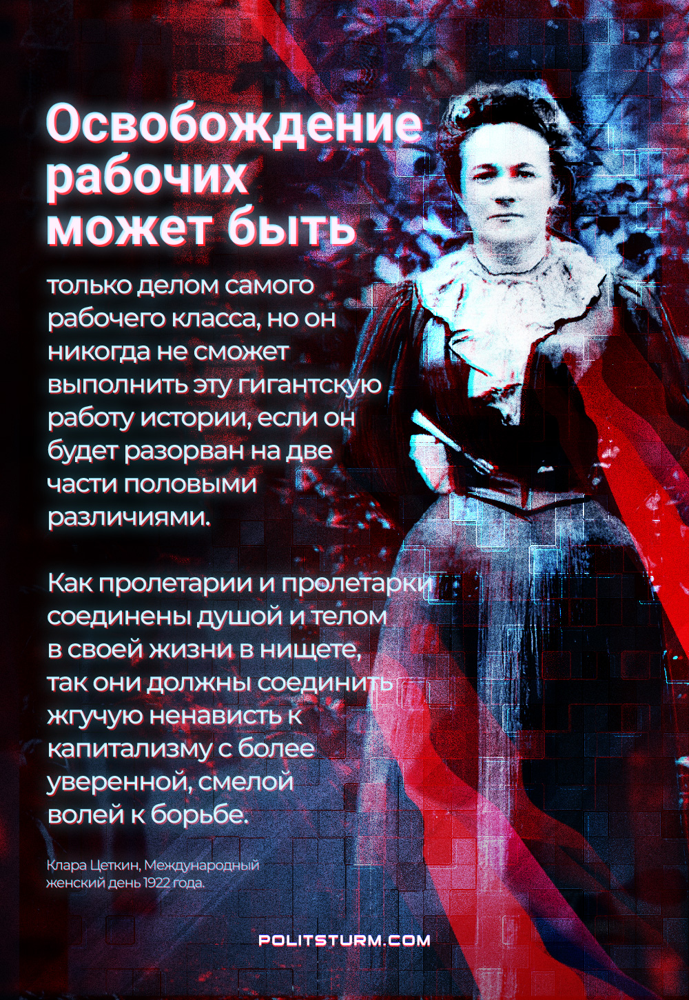 Освобождение
рабочих
может быть
только делом самого
рабочего класса, но он
никогда не сможет
выполнить эту гигантскую
работу истории, если он
будет разорван на две
части половыми
различиями.
Как пролетарии и пролетарки
соединены душой и телом
в своей жизни в нищете,
так они должны соединить
жгучую ненависть к
капитализму с более
уверенной, смелой
волей к борьбе.
Клара Цеткин, Международный
женский день 1922 года.
POLITSTURM.COM